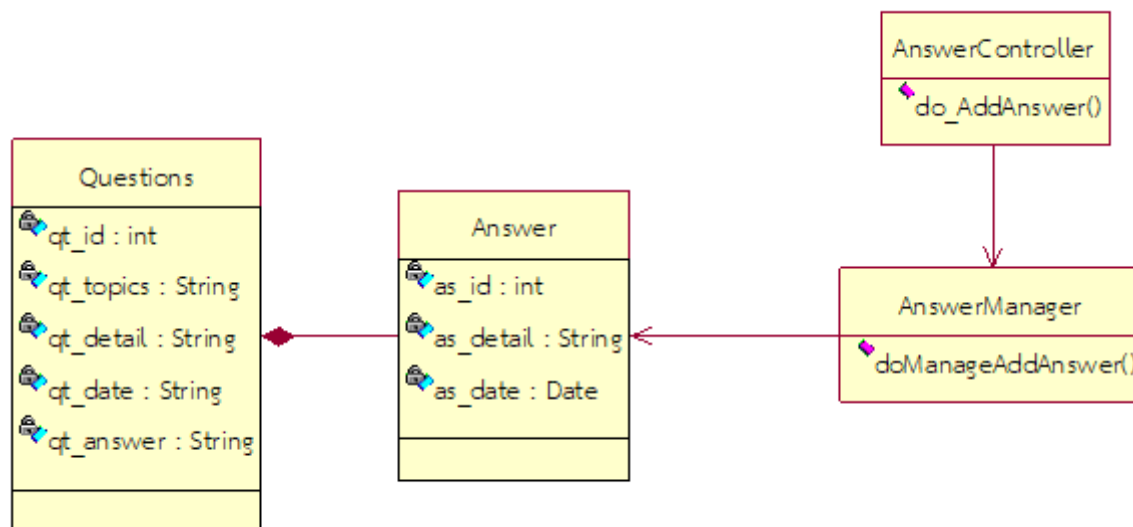 AnswerController
do_AddAnswer()
Questions
qt_id : int
qt_topics : String
qt_detail : String
qt_date : String
qt_answer : String
Answer
as_id : int
as_detail : String
as_date : Date
AnswerManager
doManageAddAnswer()